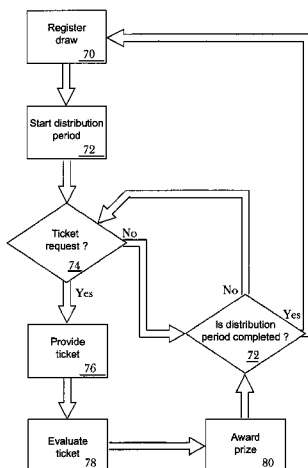 Register
draw
70
Start distribution
period
72
Ticket
request ?
74
No
Yes
Provide
ticket
76
Evaluate
ticket
78
Award
prize
80
Is distribution
period completed ?
72
No
Yes